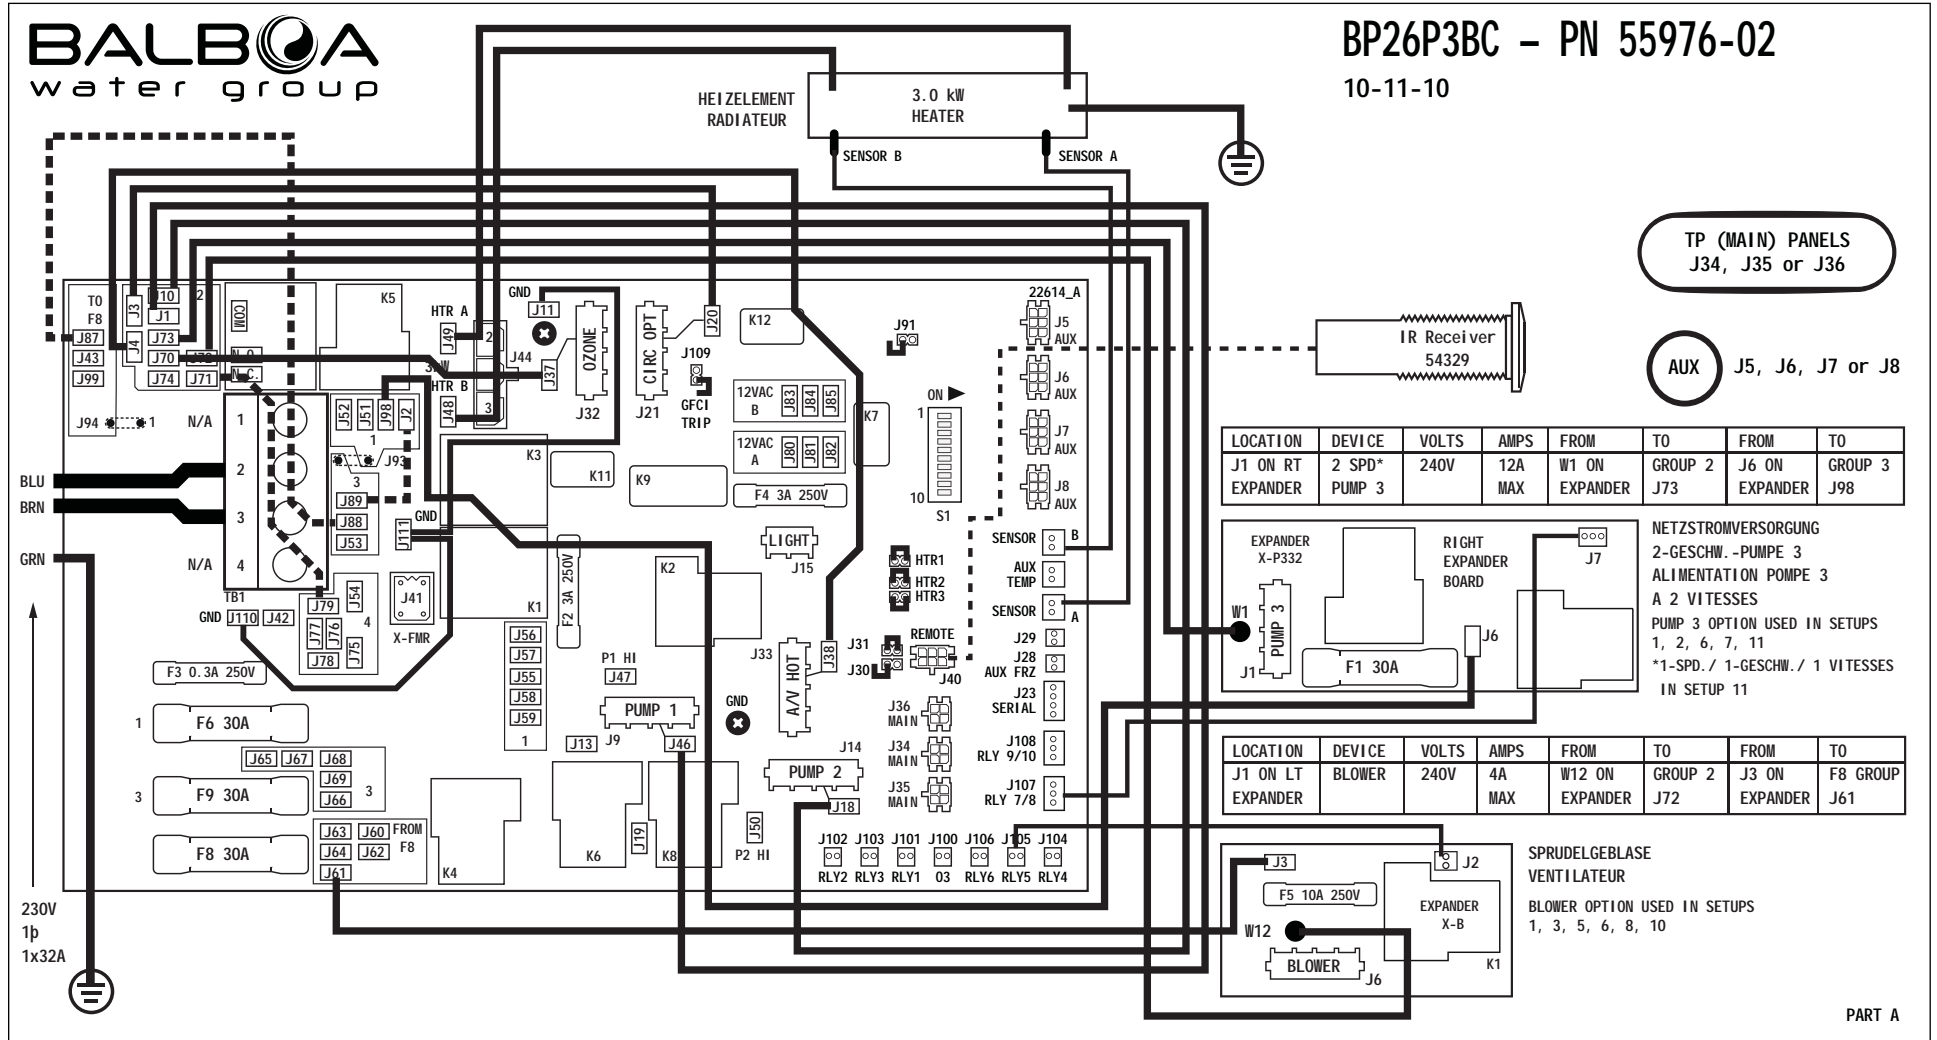 BALBOA
water group
BP26P3BC – PN 55976-02
10-11-10
HEIZELEMENT
RADIATEUR
3.0 kW
HEATER
SENSOR B
SENSOR A
TP (MAIN) PANELS
J34, J35 or J36
IR Receiver
54329
AUX
J5, J6, J7 or J8
LOCATION DEVICE VOLTS AMPS FROM TO FROM TO
J1 ON RT 2 SPD* 240V 12A W1 ON GROUP 2 J6 ON GROUP 3
EXPANDER PUMP 3 MAX EXPANDER J73 EXPANDER J98
EXPANDER
X-P332
RIGHT
EXPANDER
BOARD
J7
W1
PUMP 3
J1
J6
F1 30A
NETZSTROMVERSORGUNG
2-GESCHW.-PUMPE 3
ALIMENTATION POMPE 3
A 2 VITESSES
PUMP 3 OPTION USED IN SETUPS
1, 2, 6, 7, 11
*1-SPD./ 1-GESCHW./ 1 VITESSES
IN SETUP 11
LOCATION DEVICE VOLTS AMPS FROM TO FROM TO
J1 ON LT BLOWER 240V 4A W12 ON GROUP 2 J3 ON F8 GROUP
EXPANDER MAX EXPANDER J72 EXPANDER J61
J3
J2
F5 10A 250V
EXPANDER
X-B
W12
BLOWER
J6
K1
SPRUDELGEBLASE
VENTILATEUR
BLOWER OPTION USED IN SETUPS
1, 3, 5, 6, 8, 10
PART A
TO
F8
J87
J43
J99
J94
1
J3
J4
J10
2
J1
J73
J70
J74
J71
COM
N.O.
N.C.
K5
HTR A
J49
2
J44
HTR B
J48
3
GND
J11
J37
OZONE
J32
CIRC OPT
J21
J20
J109
GFCI
TRIP
K12
12VAC
B
J83
J84
J85
12VAC
A
J80
J81
J82
K7
F4 3A 250V
J91
ON
1
10
S1
22614_A
J5
AUX
J6
AUX
J7
AUX
J8
AUX
N/A
1
2
3
4
N/A
TB1
BLU
BRN
GRN
J52
J51
J98
J2
1
J93
3
J89
J88
J53
GND
J111
K3
K11
K9
K1
F2 3A 250V
K2
LIGHT
J15
HTR1
HTR2
HTR3
SENSOR B
AUX
TEMP
SENSOR
A
J29
J28
AUX FRZ
J23
SERIAL
J108
RLY 9/10
J107
RLY 7/8
GND
J110
J42
J79
J54
J77
J76
4
J75
J78
J41
X-FMR
F3 0.3A 250V
1
F6 30A
3
F9 30A
F8 30A
J65
J67
J68
J69
J66
3
J63
J60
FROM
F8
J64
J62
J61
K4
J56
J57
J55
J58
J59
1
P1 HI
J47
PUMP 1
J9
J13
J46
K6
J19
K8
GND
J50
P2 HI
J33
A/V HOT
J38
J14
PUMP 2
J18
J31
J30
REMOTE
J40
J36
MAIN
J34
MAIN
J35
MAIN
J102 J103 J101 J100 J106 J105 J104
RLY2 RLY3 RLY1 O3 RLY6 RLY5 RLY4
230V
1þ
1x32A